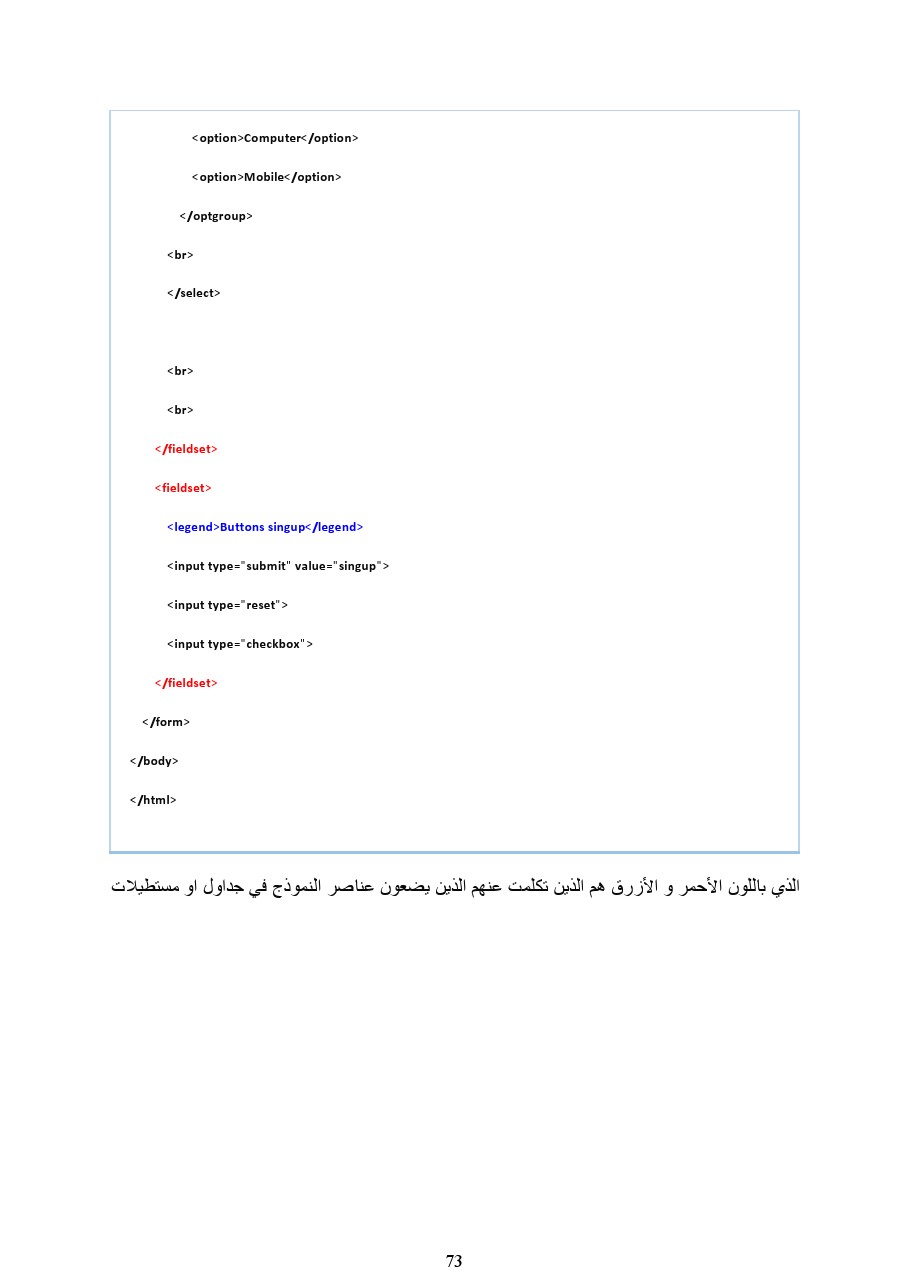 <option>Computer</option>
<option>Mobile</option>
</optgroup>
<br>
</select>
<br>
<br>
</fieldset>
<fieldset>
<legend>Buttons singup</legend>
<input type="submit" value="singup">
<input type="reset">
<input type="checkbox">
</fieldset>
</form>
</body>
</html>
الذي باللون الأحمر و الأزرق هم الذين تكلمت عنهم الذين يضعون عناصر النموذج في جداول او مستطيلات
73